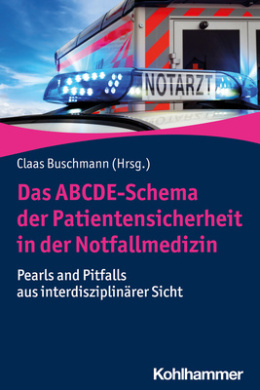 NOTARZT
Claas Buschmann (Hrsg.)
Das ABCDE-Schema
der Patientensicherheit
in der Notfallmedizin
Pearls and Pitfalls
aus interdisziplinärer Sicht
Kohlhammer